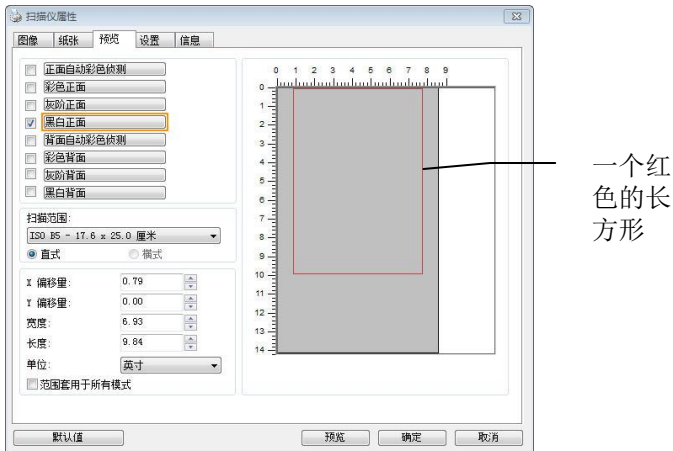 扫描仪属性
图像 纸张 预览 设置 信息
正面自动彩色侦测
彩色正面
灰阶正面
黑白正面
背面自动彩色侦测
彩色背面
灰阶背面
黑白背面
扫描范围:
ISO B5 - 17.6 x 25.0 厘米
直式 横式
X 偏移量: 0.79
Y 偏移量: 0.00
宽度: 6.93
长度: 9.84
单位: 英寸
范围套用于所有模式
0 1 2 3 4 5 6 7 8 9
0
1
2
3
4
5
6
7
8
9
10
11
12
13
14
一个红
色的长
方形
默认值 预览 确定 取消